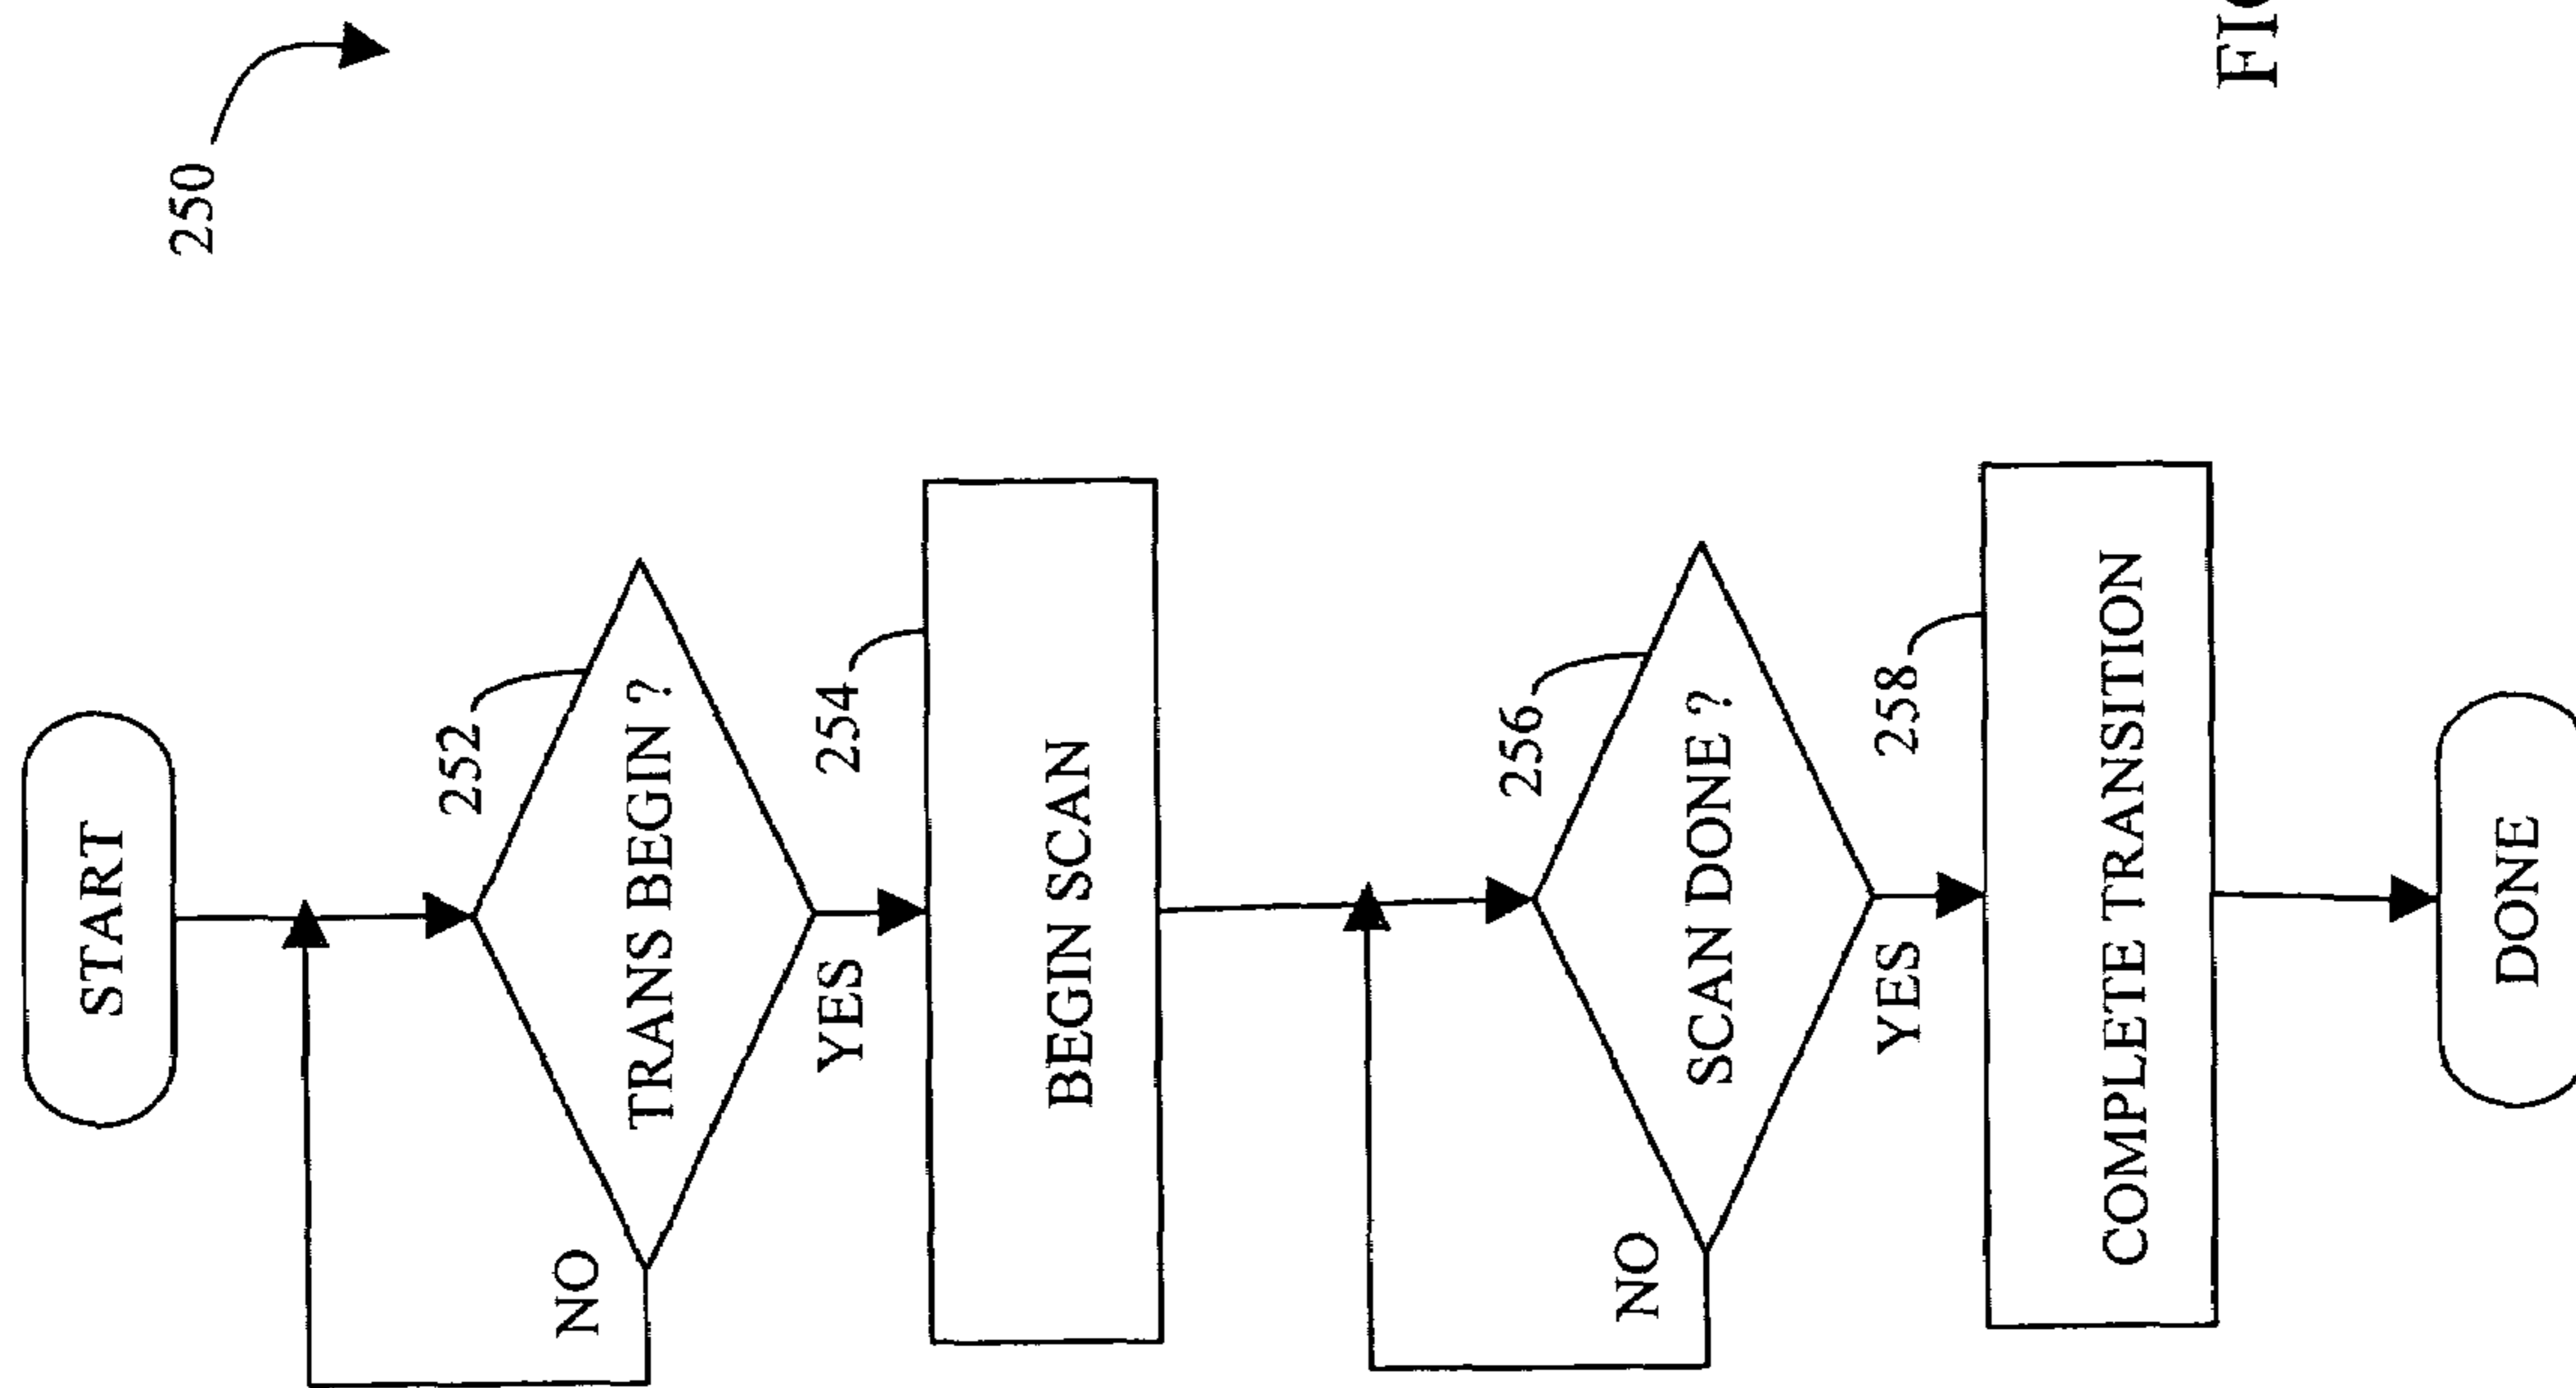 250
START
252
TRANS BEGIN ?
NO
YES
254
BEGIN SCAN
256
SCAN DONE ?
NO
YES
258
COMPLETE TRANSITION
DONE